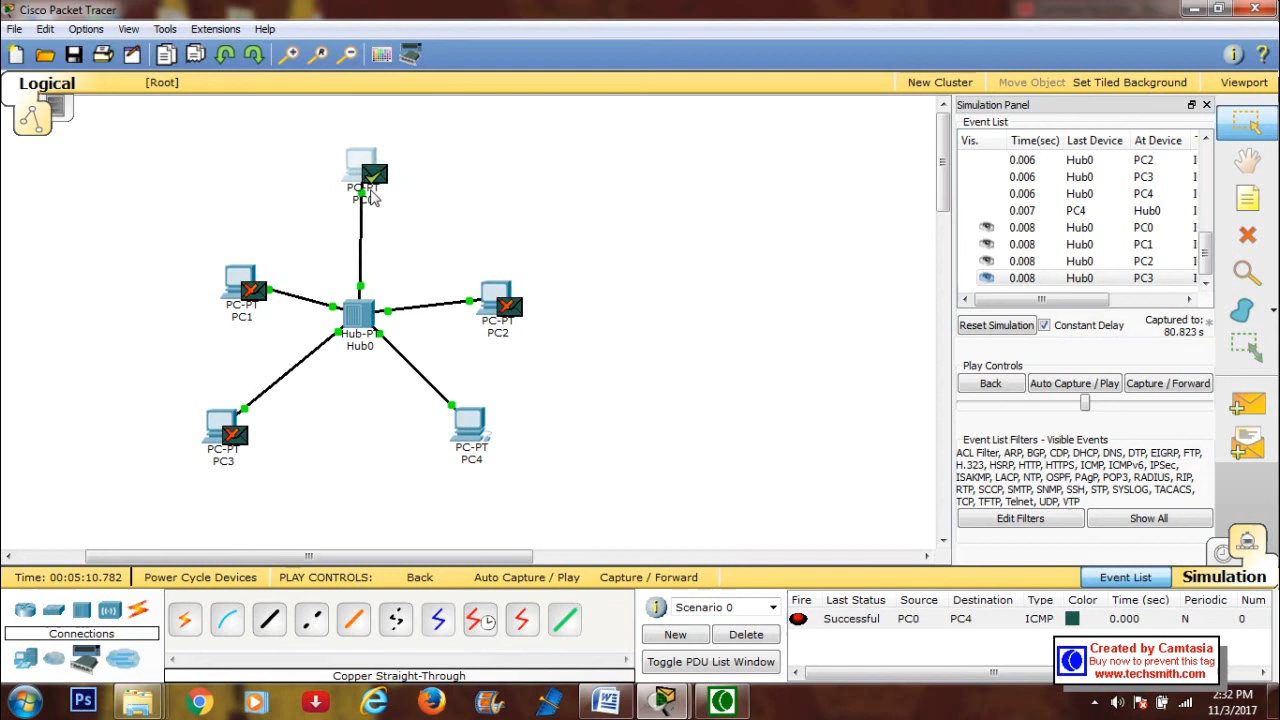 Cisco Packet Tracer
File Edit Options View Tools Extensions Help
Logical
[Root]
New Cluster Move Object Set Tiled Background Viewport
PC-PT
PC-PT
PC1
PC-PT
PC2
Hub-PT
Hub0
PC-PT
PC3
PC-PT
PC4
Simulation Panel
Event List
Vis. Time(sec) Last Device At Device
0.006 Hub0 PC2
0.006 Hub0 PC3
0.006 Hub0 PC4
0.007 PC4 Hub0
0.008 Hub0 PC0
0.008 Hub0 PC1
0.008 Hub0 PC2
0.008 Hub0 PC3
Reset Simulation Constant Delay Captured to:
80.823 s
Play Controls
Back Auto Capture / Play Capture / Forward
Event List Filters - Visible Events
ACL Filter, ARP, BGP, CDP, DHCP, DNS, DTP, EIGRP, FTP,
H.323, HSRP, HTTP, HTTPS, ICMP, ICMPv6, IPSec,
ISAKMP, LACP, NTP, OSPF, PAgP, POP3, RADIUS, RIP,
RTP, SCCP, SMTP, SNMP, SSH, STP, SYSLOG, TACACS,
TCP, TFTP, Telnet, UDP, VTP
Edit Filters Show All
Time: 00:05:10.782 Power Cycle Devices PLAY CONTROLS: Back Auto Capture / Play Capture / Forward Event List Simulation
Connections
Copper Straight-Through
Scenario 0
New Delete
Toggle PDU List Window
Fire Last Status Source Destination Type Color Time (sec) Periodic Num
Successful PC0 PC4 ICMP 0.000 N 0
Created by Camtasia
Buy now to prevent this tag
www.techsmith.com
Ps
2:32 PM
11/3/2017